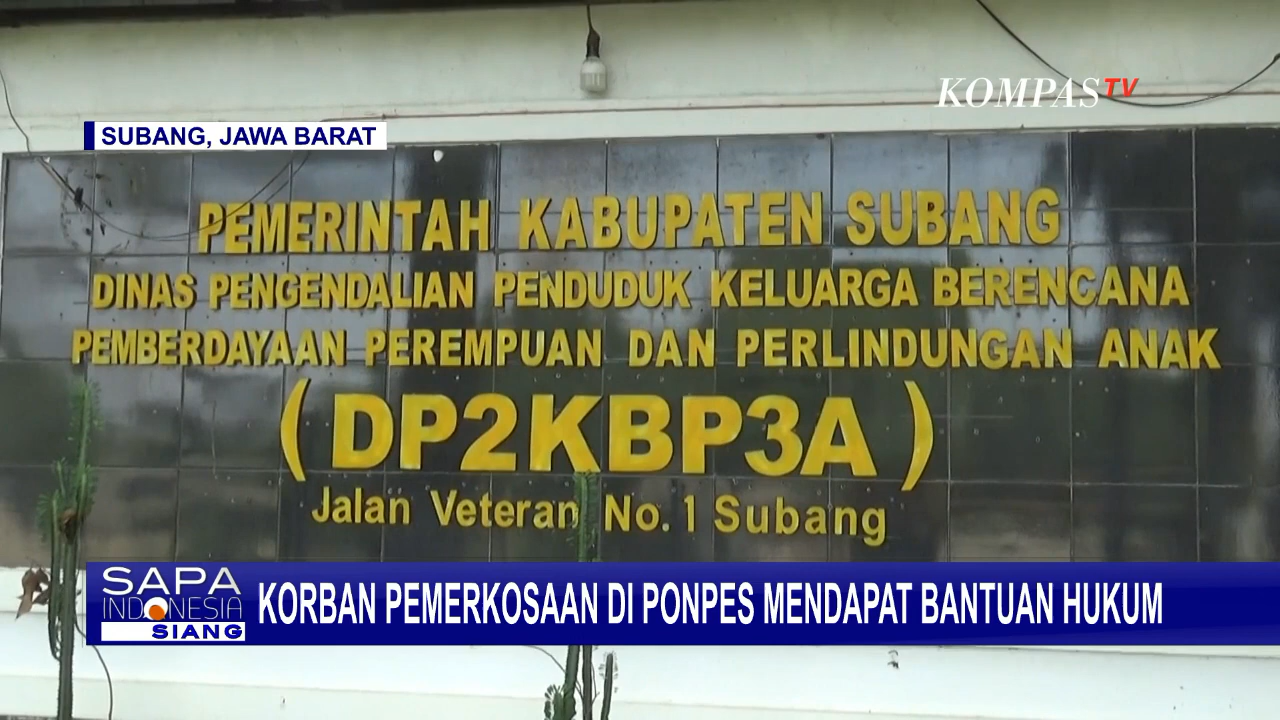 KOMPASTV
SUBANG, JAWA BARAT
PEMERINTAH KABUPATEN SUBANG
DINAS PENGENDALIAN PENDUDUK KELUARGA BERENCANA
PEMBERDAYAAN PEREMPUAN DAN PERLINDUNGAN ANAK
(DP2KBP3A)
Jalan Veteran No. 1 Subang
SAPA
INDONESIA
SIANG
KORBAN PEMERKOSAAN DI PONPES MENDAPAT BANTUAN HUKUM